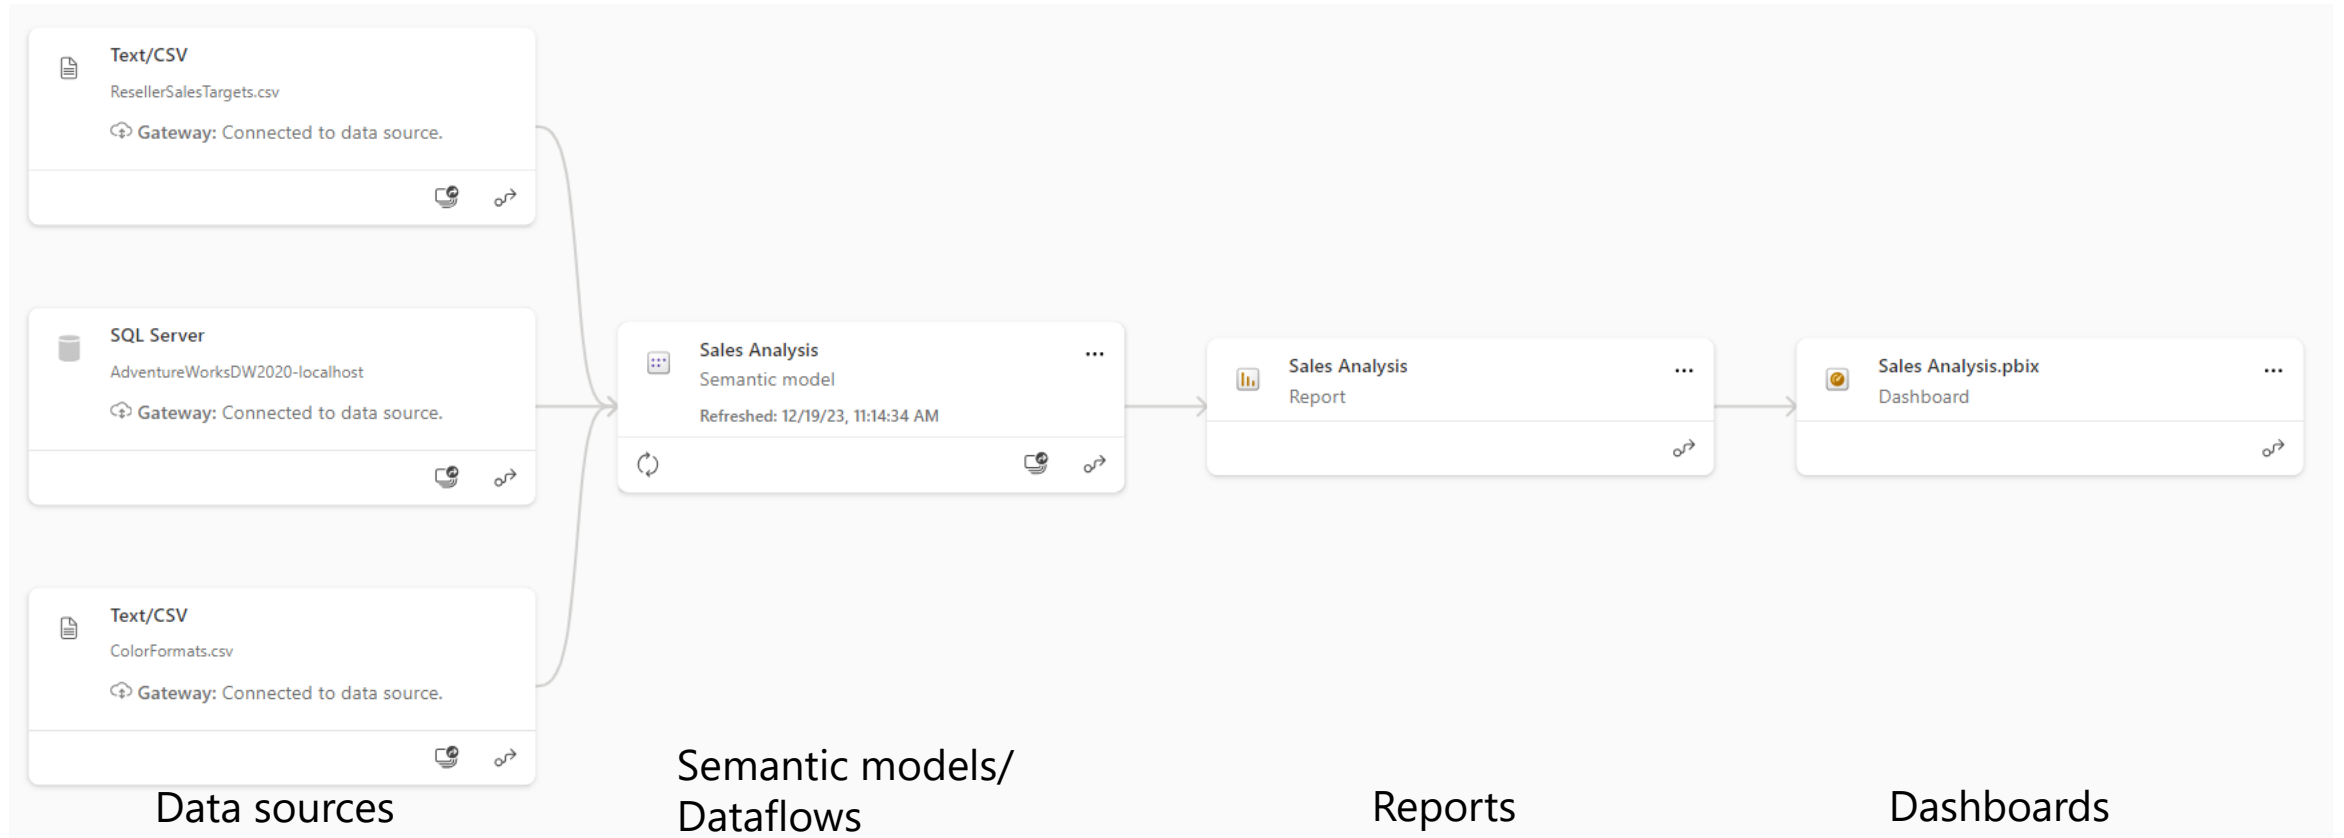 Text/CSV
ResellerSalesTargets.csv
Gateway: Connected to data source.
SQL Server
AdventureWorksDW2020-localhost
Gateway: Connected to data source.
Text/CSV
ColorFormats.csv
Gateway: Connected to data source.
Data sources
Sales Analysis
Semantic model
Refreshed: 12/19/23, 11:14:34 AM
Semantic models/
Dataflows
Sales Analysis
Report
Reports
Sales Analysis.pbix
Dashboard
Dashboards